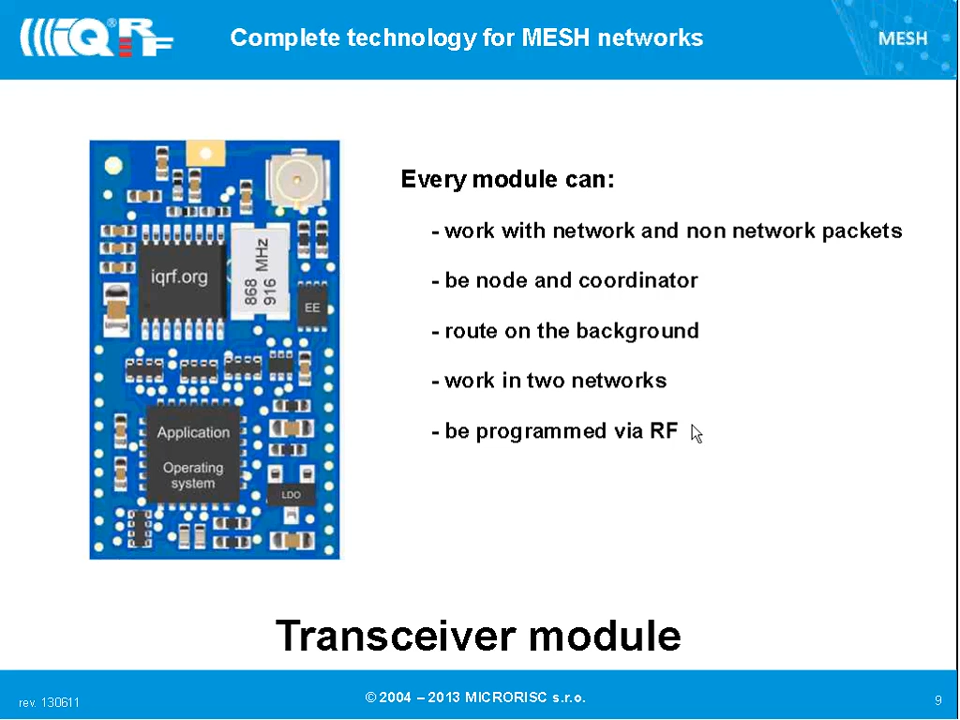 IQRF®
Complete technology for MESH networks
MESH
Every module can:
- work with network and non network packets
- be node and coordinator
- route on the background
- work in two networks
- be programmed via RF
iqrf.org
868 MHz
916
EE
Application
Operating
system
LDO
Transceiver module
rev. 130611
© 2004 – 2013 MICRORISC s.r.o.
9